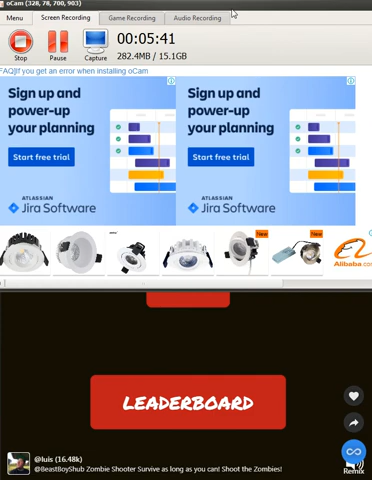 oCam (328, 78, 700, 903)
Menu
Screen Recording
Game Recording
Audio Recording
Stop
Pause
Capture
00:05:41
282.4MB / 15.1GB
FAQ]If you get an error when installing oCam
Sign up and
power-up
your planning
Start free trial
ATLASSIAN
Jira Software
Sign up and
power-up
your planning
Start free trial
ATLASSIAN
Jira Software
New
New
Alibaba.com
LEADERBOARD
@luis (16.48k)
@BeastBoyShub Zombie Shooter Survive as long as you can! Shoot the Zombies!
Remix